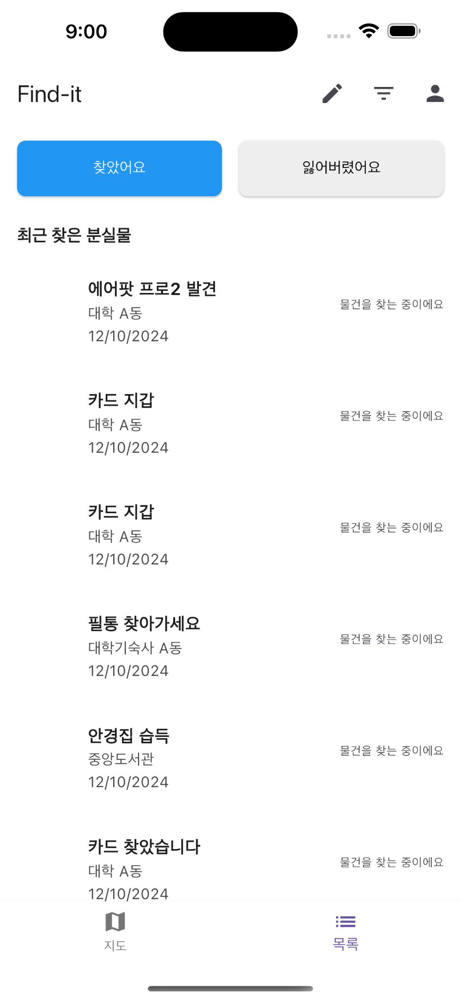 9:00
Find-it
찾았어요
잃어버렸어요
최근 찾은 분실물
에어팟 프로2 발견
대학 A동
12/10/2024
물건을 찾는 중이에요
카드 지갑
대학 A동
12/10/2024
물건을 찾는 중이에요
카드 지갑
대학 A동
12/10/2024
물건을 찾는 중이에요
필통 찾아가세요
대학기숙사 A동
12/10/2024
물건을 찾는 중이에요
안경집 습득
중앙도서관
12/10/2024
물건을 찾는 중이에요
카드 찾았습니다
대학 A동
12/10/2024
물건을 찾는 중이에요
지도
목록